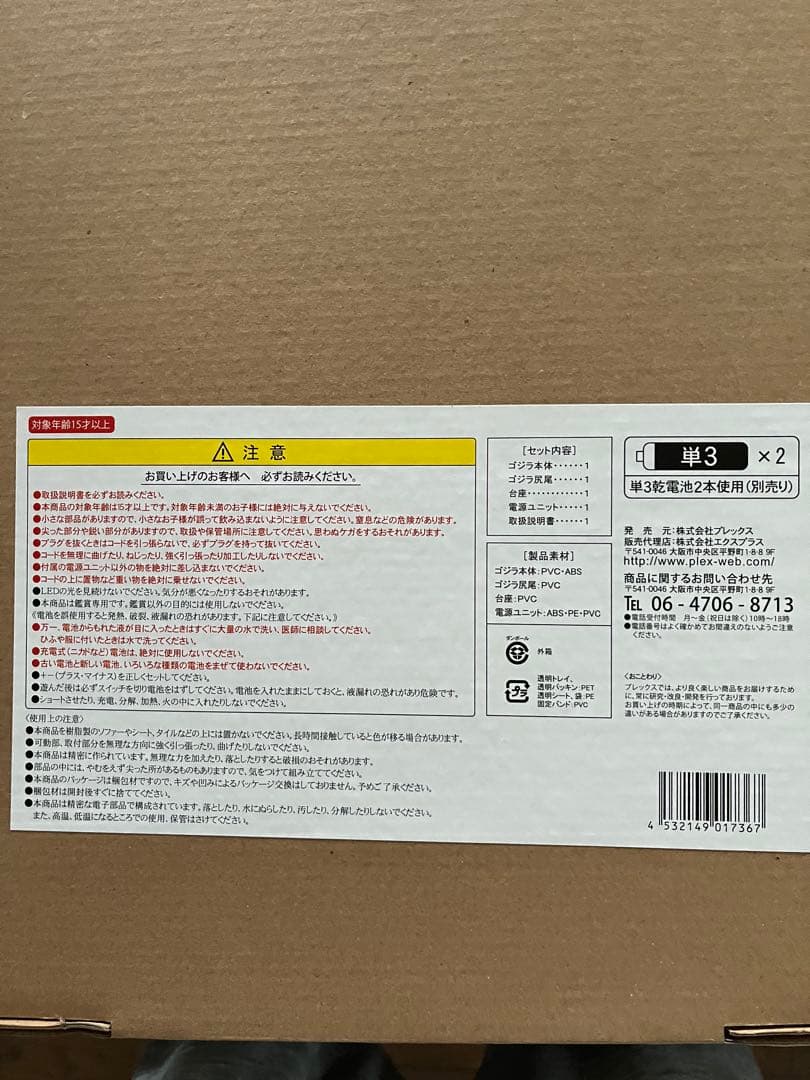 対象年齢15才以上
注意
お買い上げのお客様へ 必ずお読みください。
●取扱説明書を必ずお読みください。
●本商品の対象年齢は15才以上です。対象年齢未満のお子様には絶対に与えないでください。
●小さな部品がありますので、小さなお子様が誤って飲み込まないように注意してください。窒息などの危険があります。
●尖った部分や鋭い部分がありますので、取扱や保管場所に注意してください。思わぬケガをするおそれがあります。
●プラグを抜くときはコードを引っ張らないで、必ずプラグを持って抜いてください。
●コードを無理に曲げたり、ねじったり、強く引っ張ったり加工したりしないでください。
●付属の電源ユニット以外の物を絶対に差し込まないでください。
●コードの上に置物など重い物を絶対に乗せないでください。
●LEDの光を見続けないでください。気分が悪くなったりするおそれがあります。
●本商品は鑑賞専用です。鑑賞以外の目的には使用しないでください。
《電池を誤使用すると発熱、破裂、液漏れの恐れがあります。下記に注意してください。》
●万一、電池からもれた液が目に入ったときはすぐに大量の水で洗い、医師に相談してください。
ひふや服に付いたときは水で洗ってください。
●充電式(ニカドなど)電池は、絶対に使用しないでください。
●古い電池と新しい電池、いろいろな種類の電池をまぜて使わないでください。
●+-(プラス・マイナス)を正しくセットしてください。
●遊んだ後は必ずスイッチを切り電池をはずしてください。電池を入れたままにしておくと、液漏れの恐れがあり危険です。
●ショートさせたり、充電、分解、加熱、火の中に入れたりしないでください。
〈使用上の注意〉
●本商品を樹脂製のソファーやシート、タイルなどの上には置かないでください。長時間接触していると色が移る場合があります。
●可動部、取付部分を無理な方向に強く引っ張ったり、曲げたりしないでください。
●本商品は精密に作られています。無理な力を加えたり、落としたりすると破損のおそれがあります。
●部品の中には、やむをえず尖った所があるものもありますので、気をつけて組み立ててください。
●本商品のパッケージは梱包材ですので、キズや凹みによるパッケージ交換はしておりません。予めご了承ください。
●梱包材は開封後すぐに捨ててください。
●本商品は精密な電子部品で構成されています。落としたり、水にぬらしたり、汚したり、分解したりしないでください。
また、高温、低温になるところでの使用、保管はさけてください。
[セット内容]
ゴジラ本体・・・・・・1
ゴジラ尻尾・・・・・・1
台座・・・・・・・・・・・・1
電源ユニット・・・・1
取扱説明書・・・・・1
[製品素材]
ゴジラ本体:PVC・ABS
ゴジラ尻尾:PVC
台座:PVC
電源ユニット:ABS・PE・PVC
ダンボール
外箱
プラ
透明トレイ、
透明パッキン:PET
透明シート、袋:PE
固定バンド:PVC
単3 ×2
単3乾電池2本使用(別売り)
発売元:株式会社プレックス
販売代理店:株式会社エクスプラス
〒541-0046 大阪市中央区平野町1-8-8 9F
http://www.plex-web.com/
商品に関するお問い合わせ先
〒541-0046 大阪市中央区平野町1-8-8 9F
TEL 06-4706-8713
●電話受付時間 月〜金(祝日は除く)10時〜18時
●電話番号はよく確かめてお間違えのないようご注意
ください。
〈おことわり〉
プレックスでは、より良く楽しい商品をお届けするため
に、常に研究・改良・開発を行っております。
お買い上げの時期によって、同一商品の中にも多少の
違いがある場合がありますのでご了承ください。
4 532149 017367